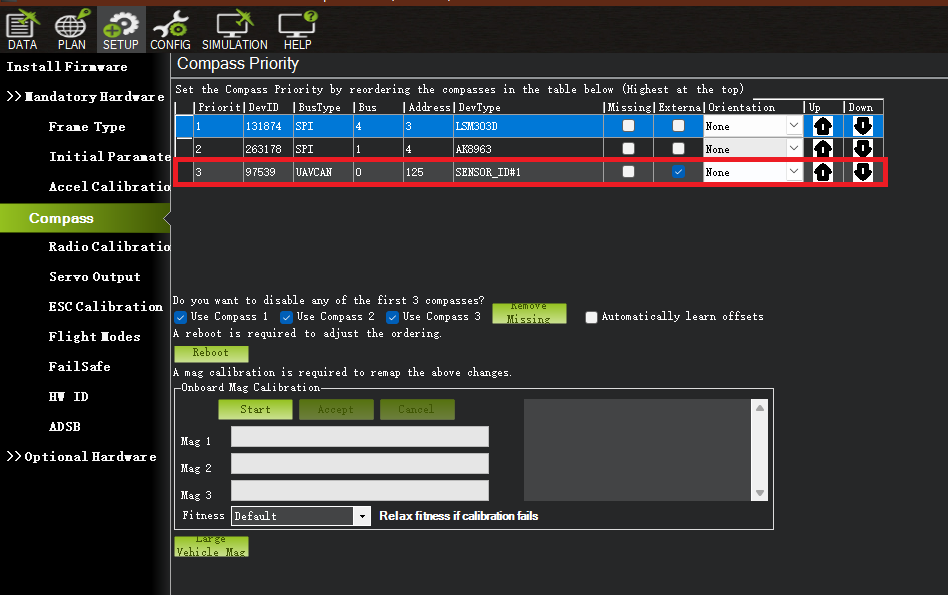 DATA PLAN SETUP CONFIG SIMULATION HELP
Install Firmware
>>Mandatory Hardware
Frame Type
Initial Paramate
Accel Calibratio
Compass
Radio Calibratio
Servo Output
ESC Calibration
Flight Modes
FailSafe
HW ID
ADSB
>>Optional Hardware
Compass Priority
Set the Compass Priority by reordering the compasses in the table below (Highest at the top)
Priorit DevID BusType Bus Address DevType Missing Externa Orientation Up Down
1 131874 SPI 4 3 LSM303D None
2 263178 SPI 1 4 AK8963 None
3 97539 UAVCAN 0 125 SENSOR_ID#1 None
Do you want to disable any of the first 3 compasses?
Use Compass 1 Use Compass 2 Use Compass 3 Remove Missing Automatically learn offsets
A reboot is required to adjust the ordering.
Reboot
A mag calibration is required to remap the above changes.
Onboard Mag Calibration
Start Accept Cancel
Mag 1
Mag 2
Mag 3
Fitness Default Relax fitness if calibration fails
Large
Vehicle Mag